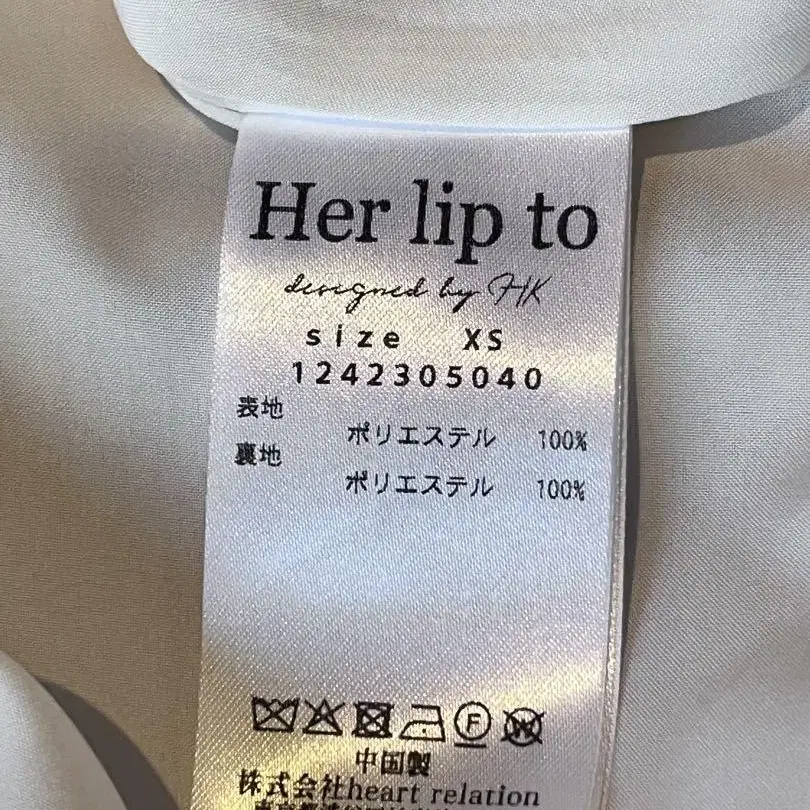 Her lip to
designed by HK
size XS
1242305040
表地
ポリエステル 100%
裏地
ポリエステル 100%
F
W
中国製
株式会社heart relation